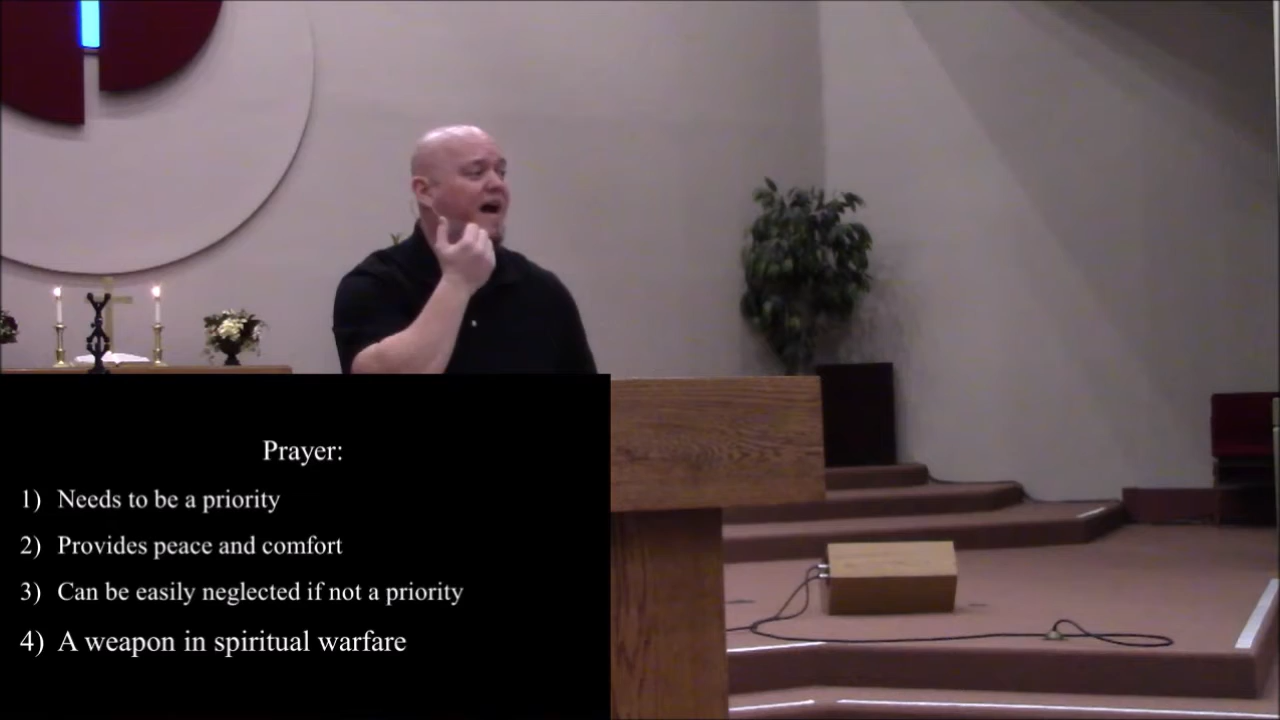 Prayer:
1) Needs to be a priority
2) Provides peace and comfort
3) Can be easily neglected if not a priority
4) A weapon in spiritual warfare